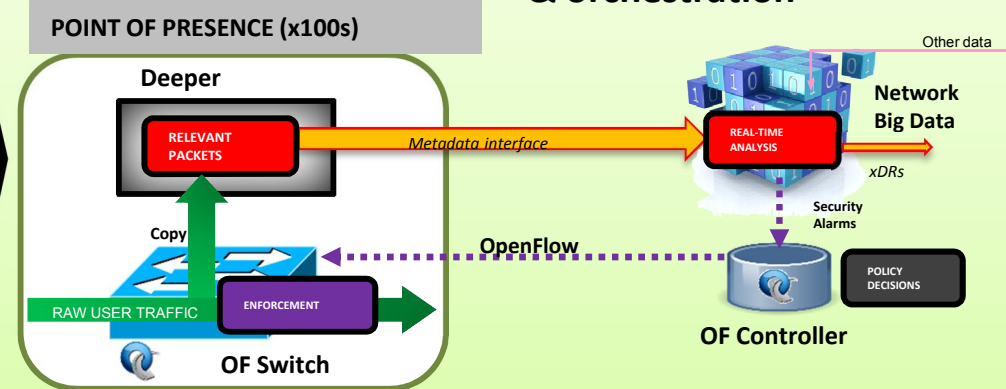 & Orchestration
POINT OF PRESENCE (x100s)
Other data
Deeper
Network
Big Data
RELEVANT
PACKETS
Metadata interface
REAL-TIME
ANALYSIS
xDRs
Security
Alarms
Copy
OpenFlow
POLICY
DECISIONS
RAW USER TRAFFIC
ENFORCEMENT
OF Controller
OF Switch